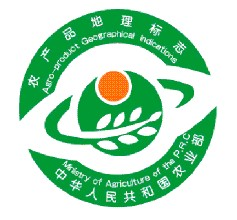 农产品地理标志
Agro-product Geographical Indications
Ministry of Agriculture of the P.R.C
中华人民共和国农业部